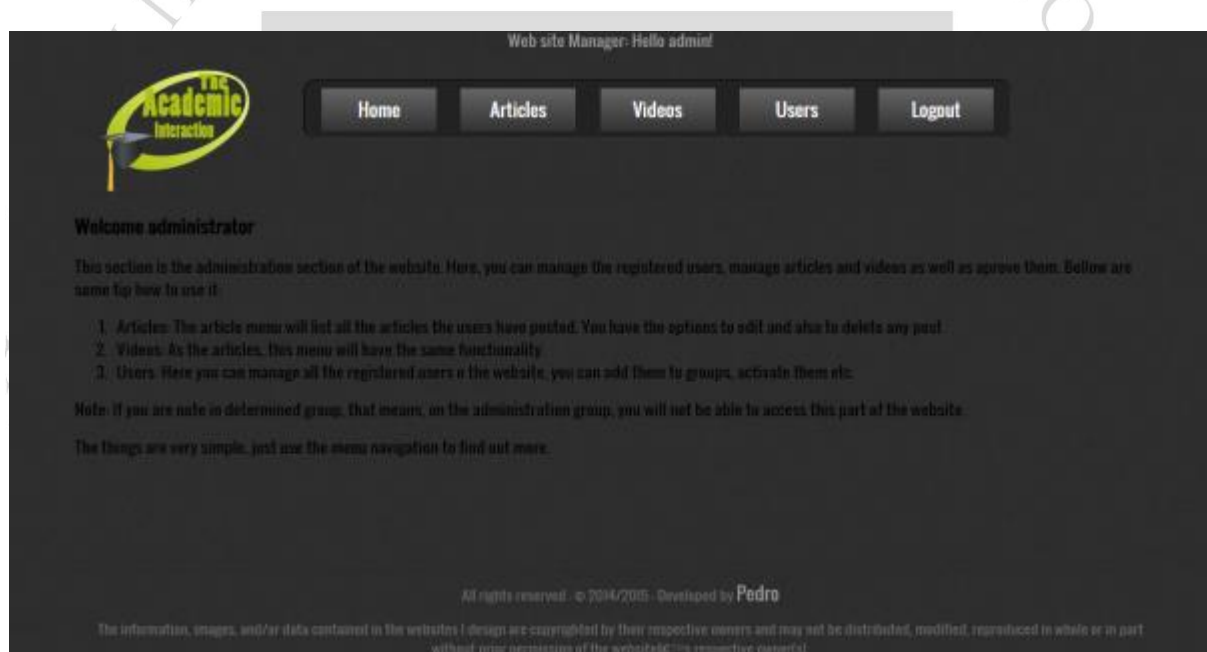 Web site Manager: Hello admin!
The
Academic
Interaction
Home Articles Videos Users Logout
Welcome administrator
This section is the administration section of the website. Here, you can manage the registered users, manage articles and videos as well as aprove them. Bellow are
some tip how to use it:
1. Articles: The article menu will list all the articles the users have posted. You have the options to edit and also to delete any post.
2. Videos: As the articles, this menu will have the same functionality.
3. Users: Here you can manage all the registered users n the website, you can add them to groups, activate them etc.
Note: If you are note in determined group, that means, on the administration group, you will not be able to access this part of the website.
The things are very simple, just use the menu navigation to find out more.
All rights reserved - © 2014/2015 - Developed by Pedro
The information, images, and/or data contained in the websites I design are copyrighted by their respective owners and may not be distributed, modified, reproduced in whole or in part
without prior permission of the websiteâ€™s respective owner(s)